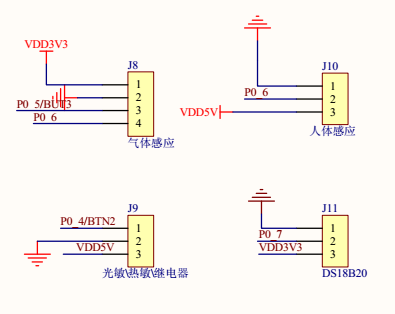 VDD3V3
J8
1
2
P0_5/BUT3
3
P0_6
4
气体感应
J10
1
P0_6
2
VDD5V
3
人体感应
J9
P0_4/BTN2
1
2
VDD5V
3
光敏\热敏\继电器
J11
1
P0_7
2
VDD3V3
3
DS18B20